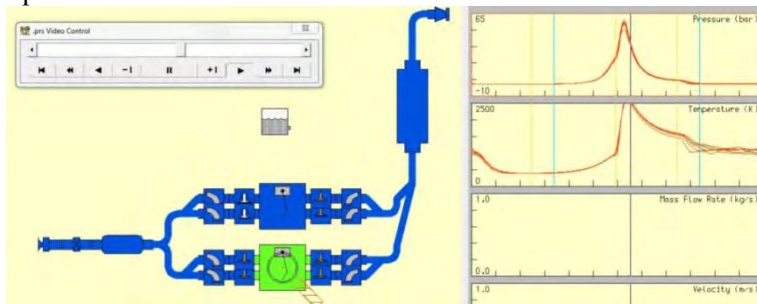 .prs Video Control
-1
+1
65
Pressure (bar)
-10
2500
Temperature (K)
0
1.0
Mass Flow Rate (kg/s)
0.0
1.0
Velocity (m/s)